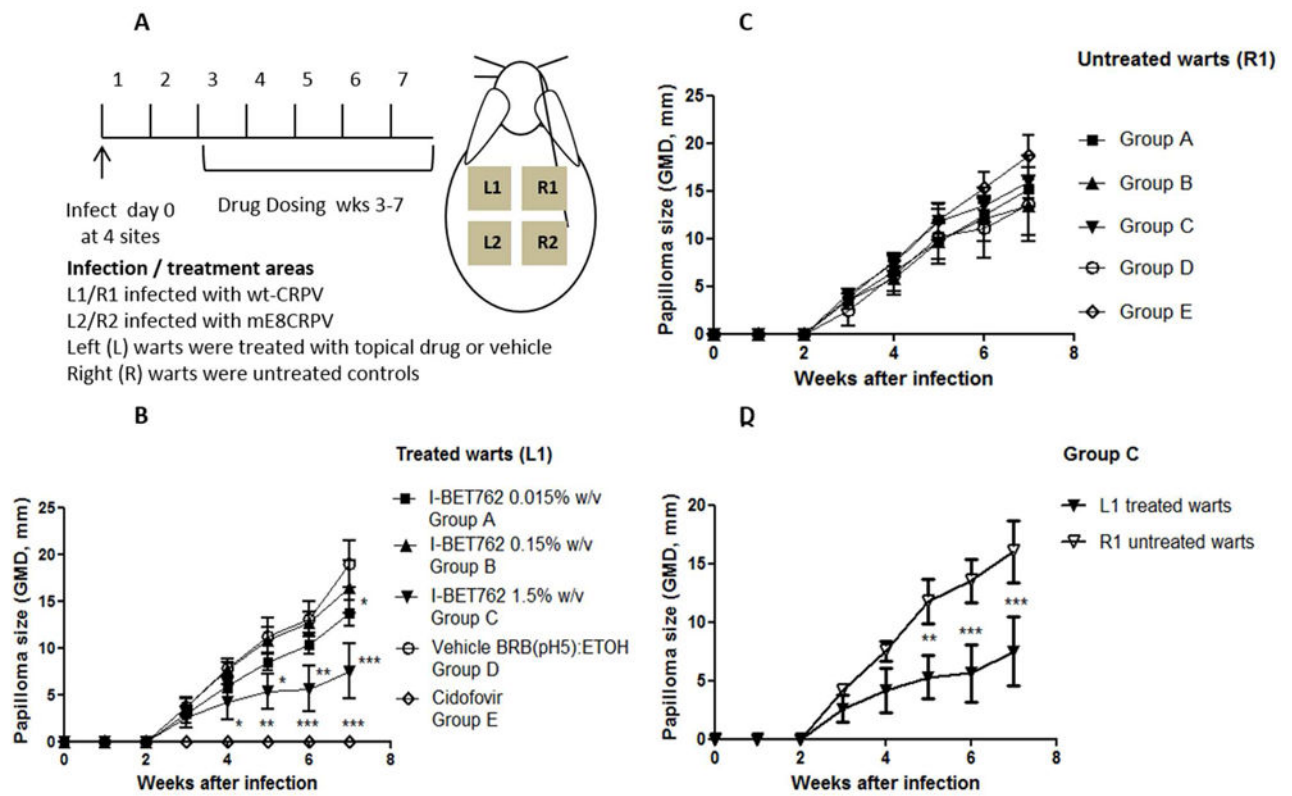 A
1 2 3 4 5 6 7
Infect day 0
at 4 sites
Drug Dosing wks 3-7
L1 R1
L2 R2
Infection / treatment areas
L1/R1 infected with wt-CRPV
L2/R2 infected with mE8CRPV
Left (L) warts were treated with topical drug or vehicle
Right (R) warts were untreated controls
B
Treated warts (L1)
I-BET762 0.015% w/v
Group A
I-BET762 0.15% w/v
Group B
I-BET762 1.5% w/v
Group C
Vehicle BRB(pH5):ETOH
Group D
Cidofovir
Group E
Papilloma size (GMD, mm)
25
20
15
10
5
0
*
***
**
*
* ** *** ***
0 2 4 6 8
Weeks after infection
C
Untreated warts (R1)
Group A
Group B
Group C
Group D
Group E
Papilloma size (GMD, mm)
25
20
15
10
5
0
0 2 4 6 8
Weeks after infection
D
Group C
L1 treated warts
R1 untreated warts
Papilloma size (GMD, mm)
20
15
10
5
0
** *** ***
0 2 4 6 8
Weeks after infection